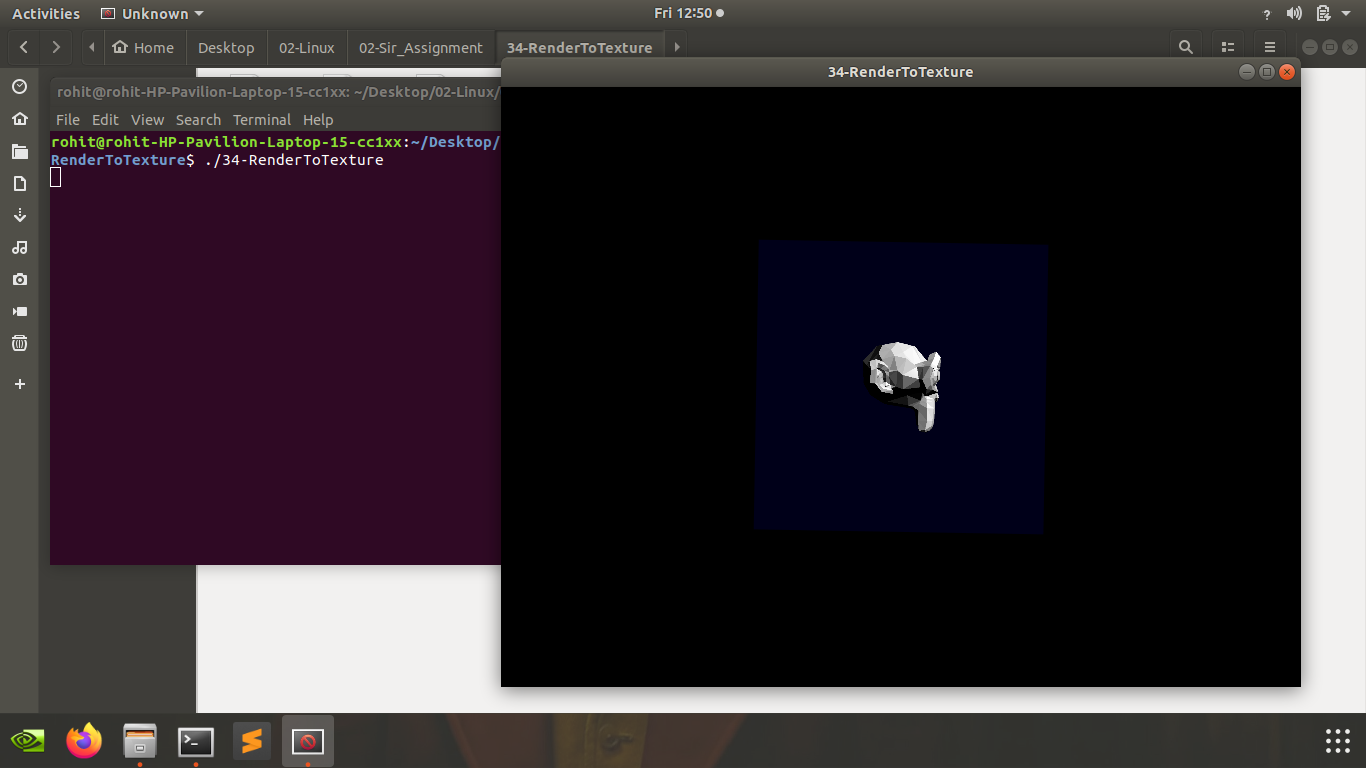 Activities Unknown Fri 12:50 ?
Home Desktop 02-Linux 02-Sir_Assignment 34-RenderToTexture
34-RenderToTexture
rohit@rohit-HP-Pavilion-Laptop-15-cc1xx: ~/Desktop/02-Linux/
File Edit View Search Terminal Help
rohit@rohit-HP-Pavilion-Laptop-15-cc1xx:~/Desktop/
RenderToTexture$ ./34-RenderToTexture